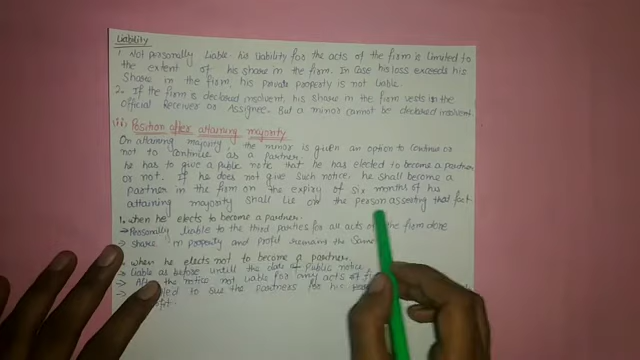 Liability
1. Not personally liable. his liability for the acts of the firm is limited to
the extent of his share in the firm. In case his loss exceeds his
share in the firm, his private property is not liable.
2. If the firm is declared insolvent, his share in the firm vests in the
official Receiver or Assignee. But a minor cannot be declared insolvent.
(ii) Position after attaining majority
On attaining majority, the minor is given an option to continue or
not to continue as a partner.
he has to give a public notice that he has elected to become a partner
or not. If he does not give such notice, he shall become a
partner in the firm on the expiry of six months of his
attaining majority shall lie on the person asserting that fact.
1. when he elects to become a partner.
→ Personally liable to the third parties for all acts of the firm done
→ share in property and profit remains the same
when he elects not to become a partner.
→ liable as before untill the date of Public notice.
→ After the notice not liable for any acts of
to sue the partners for his